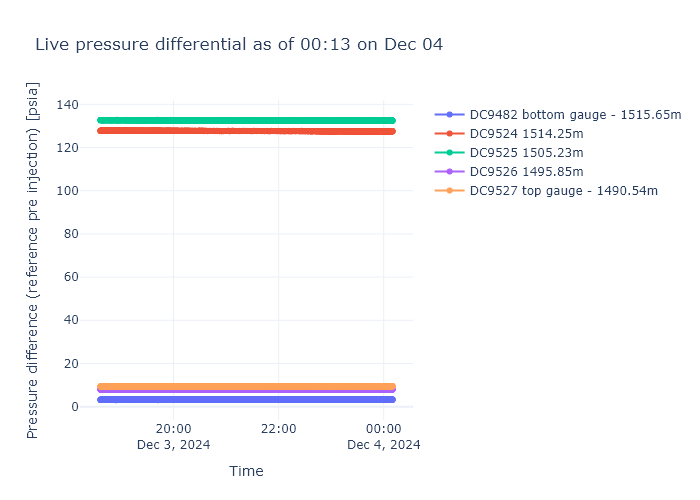 Live pressure differential as of 00:13 on Dec 04
Pressure difference (reference pre injection) [psia]
140
120
100
80
60
40
20
0
20:00
Dec 3, 2024
22:00
00:00
Dec 4, 2024
Time
DC9482 bottom gauge - 1515.65m
DC9524 1514.25m
DC9525 1505.23m
DC9526 1495.85m
DC9527 top gauge - 1490.54m